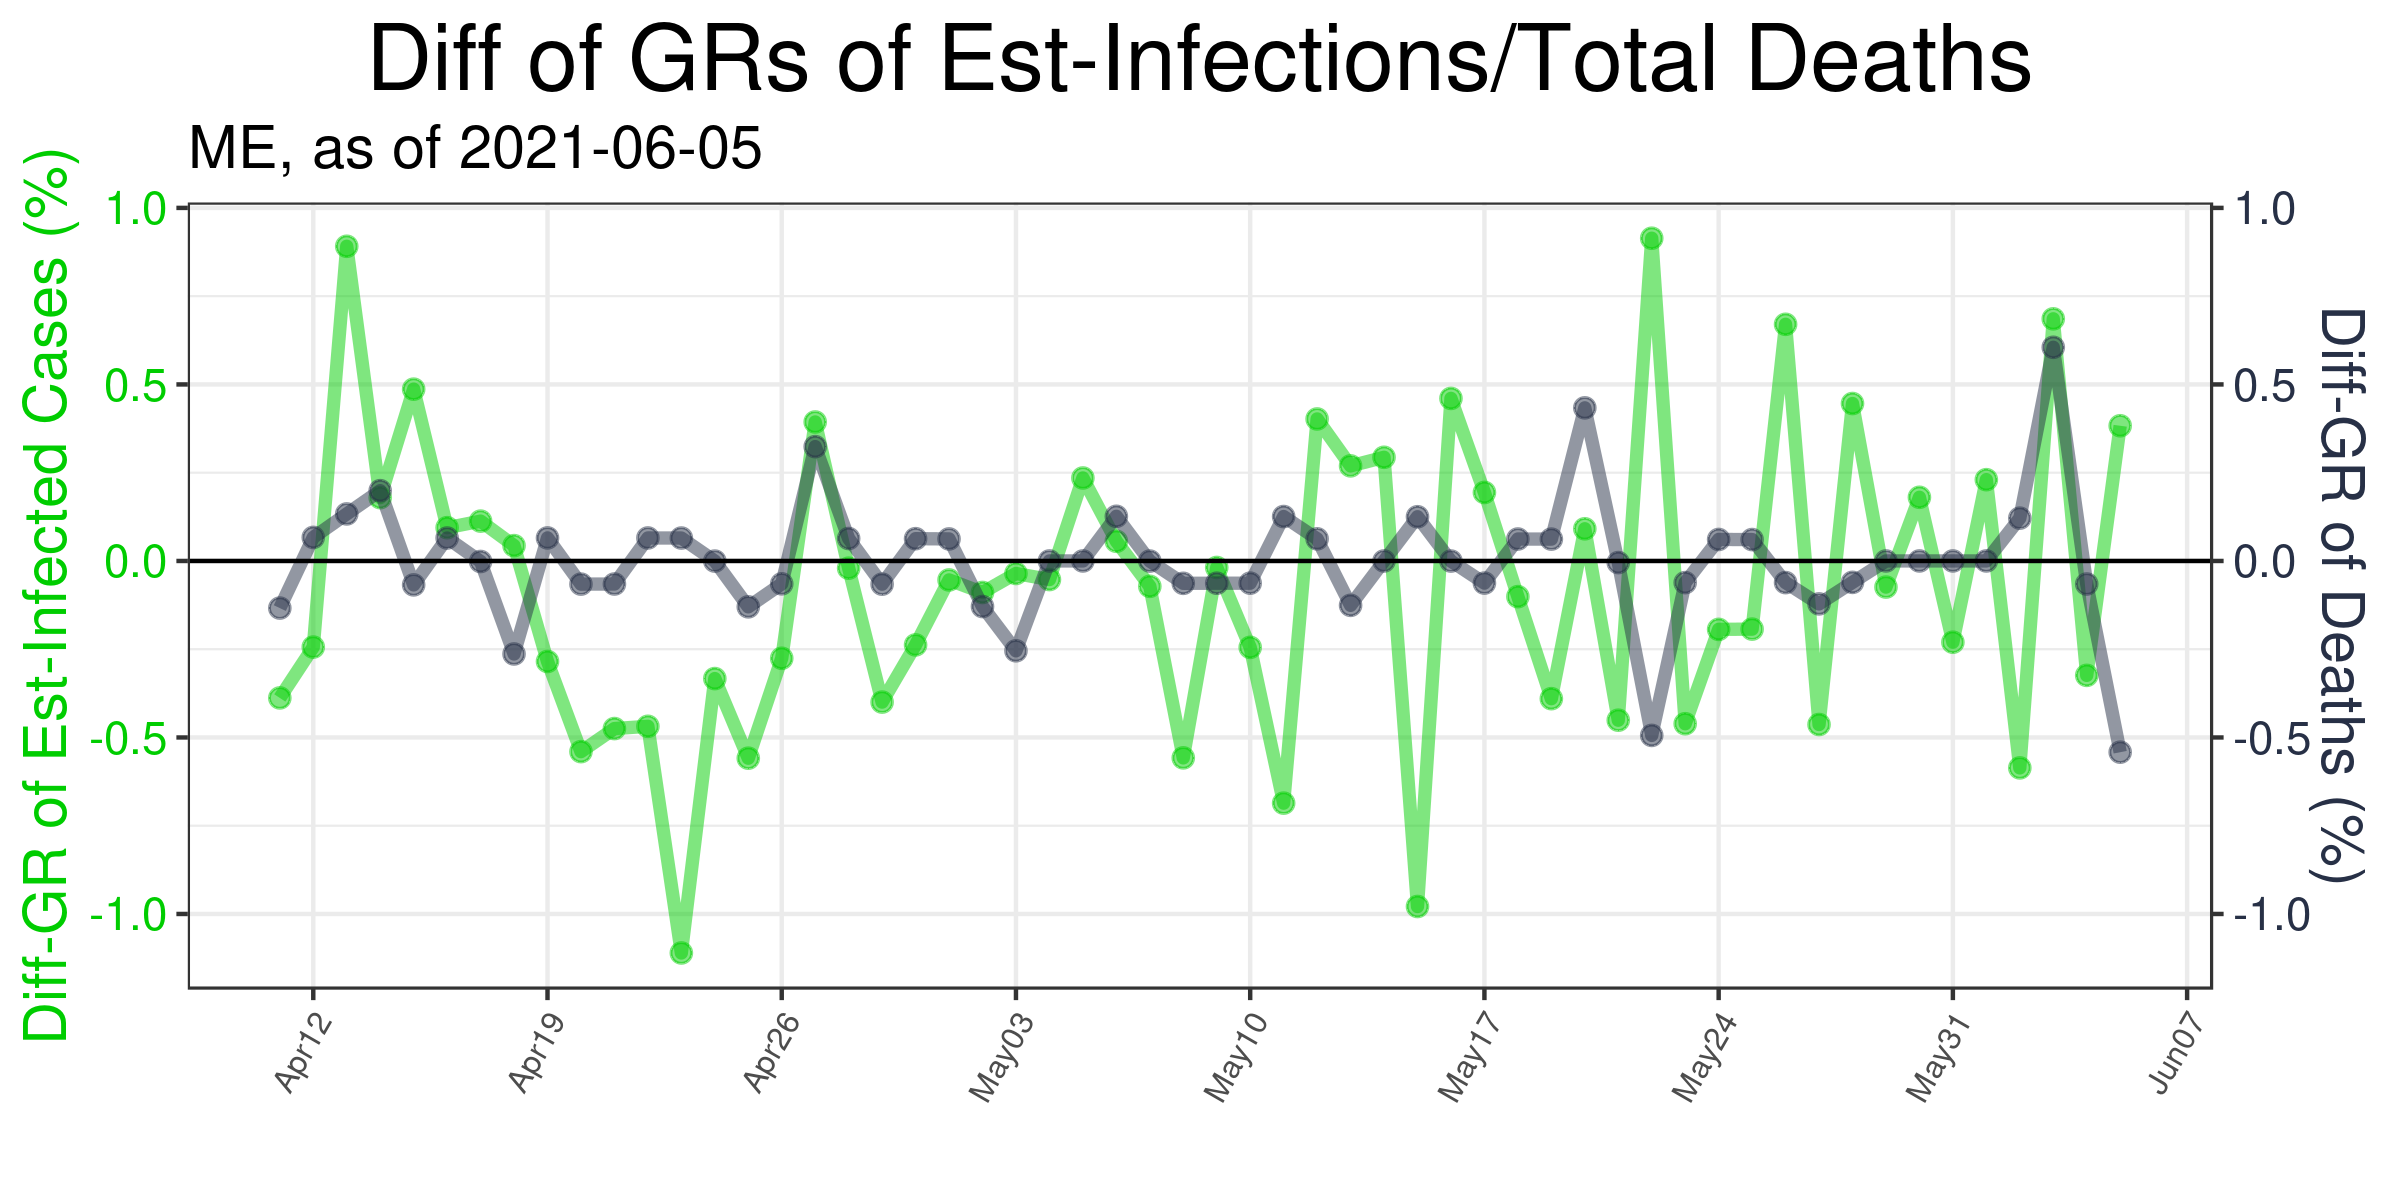 Diff of GRs of Est-Infections/Total Deaths
ME, as of 2021-06-05
Diff-GR of Est-Infected Cases (%)
1.0
0.5
0.0
-0.5
-1.0
1.0
0.5
0.0
-0.5
-1.0
Diff-GR of Deaths (%)
Apr12
Apr19
Apr26
May03
May10
May17
May24
May31
Jun07